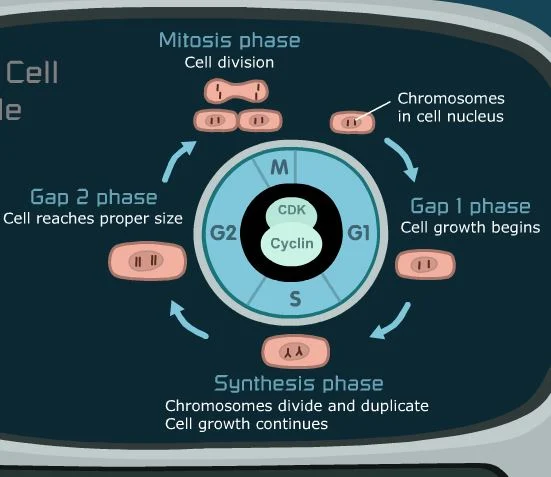 Mitosis phase
Cell division
Cell
Chromosomes
in cell nucleus
M
Gap 2 phase
Cell reaches proper size
G2
CDK
Cyclin
G1
Gap 1 phase
Cell growth begins
S
Synthesis phase
Chromosomes divide and duplicate
Cell growth continues